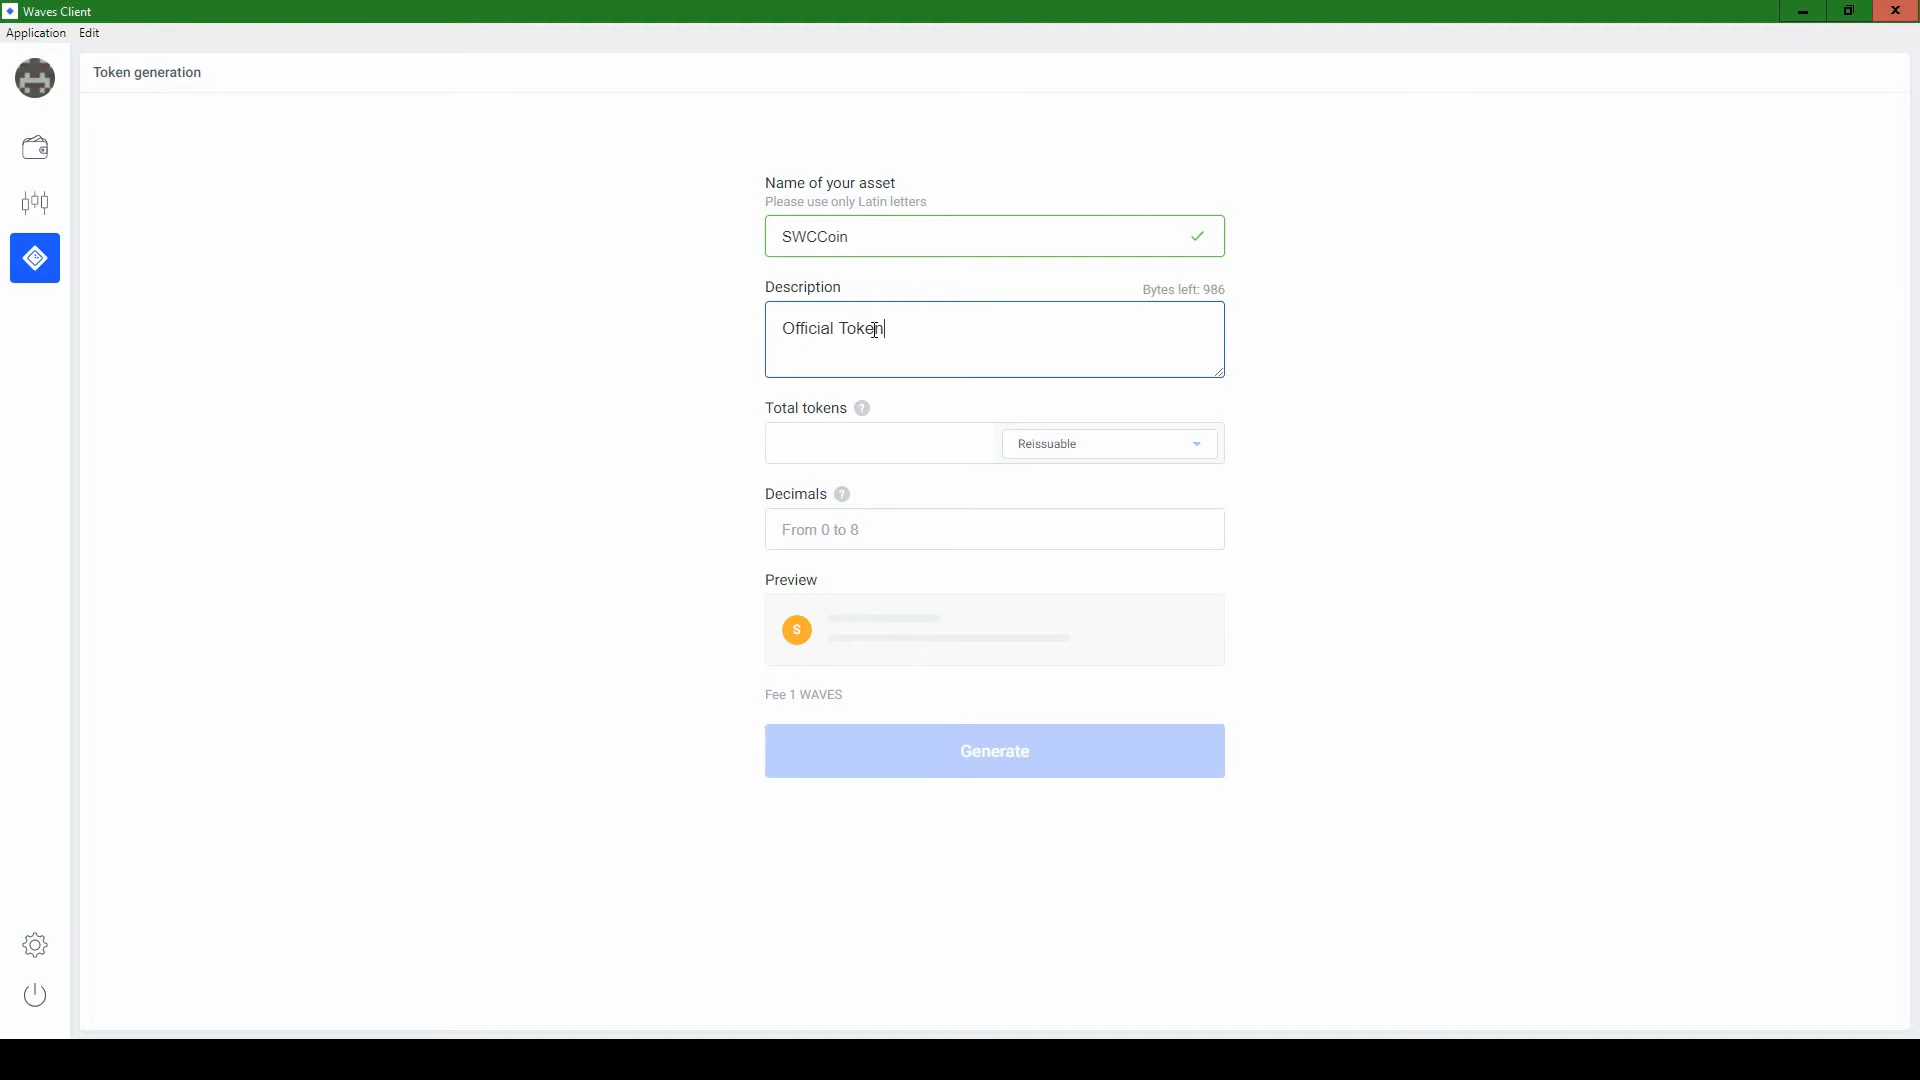 Waves Client
Application Edit
Token generation
Name of your asset
Please use only Latin letters
SWCCoin
Description
Bytes left: 986
Official Token
Total tokens ?
Reissuable
Decimals ?
From 0 to 8
Preview
S
Fee 1 WAVES
Generate